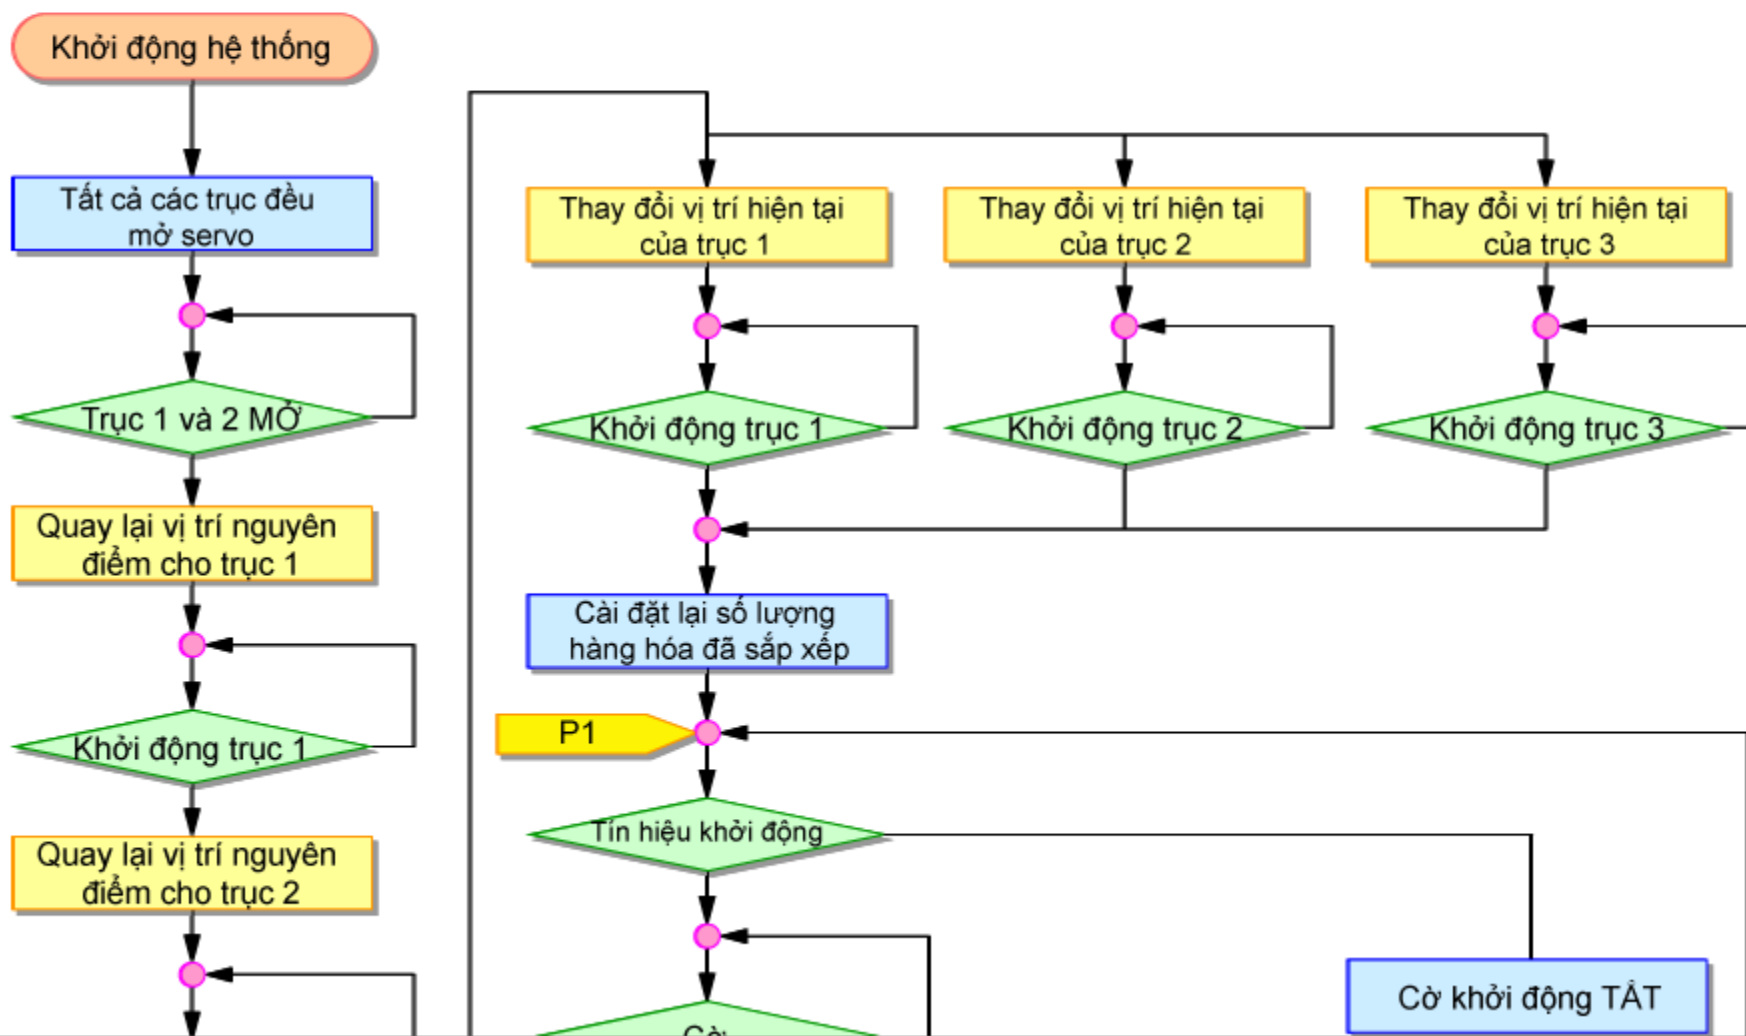 Khởi động hệ thống
Tất cả các trục đều
mở servo
Trục 1 và 2 MỞ
Quay lại vị trí nguyên
điểm cho trục 1
Khởi động trục 1
Quay lại vị trí nguyên
điểm cho trục 2
Thay đổi vị trí hiện tại
của trục 1
Thay đổi vị trí hiện tại
của trục 2
Thay đổi vị trí hiện tại
của trục 3
Khởi động trục 1
Khởi động trục 2
Khởi động trục 3
Cài đặt lại số lượng
hàng hóa đã sắp xếp
P1
Tín hiệu khởi động
Cờ khởi động TẮT
Cờ